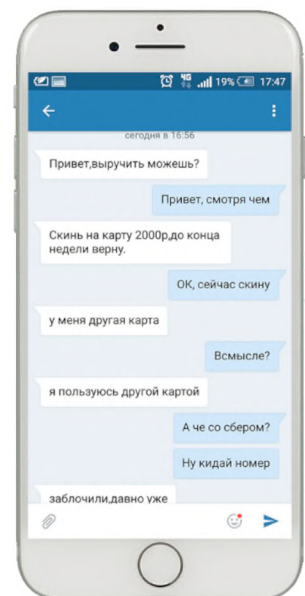 4G 19% 17:47
сегодня в 16:56
Привет,выручить можешь?
Привет, смотря чем
Скинь на карту 2000р,до конца
недели верну.
ОК, сейчас скину
у меня другая карта
Всмысле?
я пользуюсь другой картой
А че со сбером?
Ну кидай номер
заблочили,давно уже